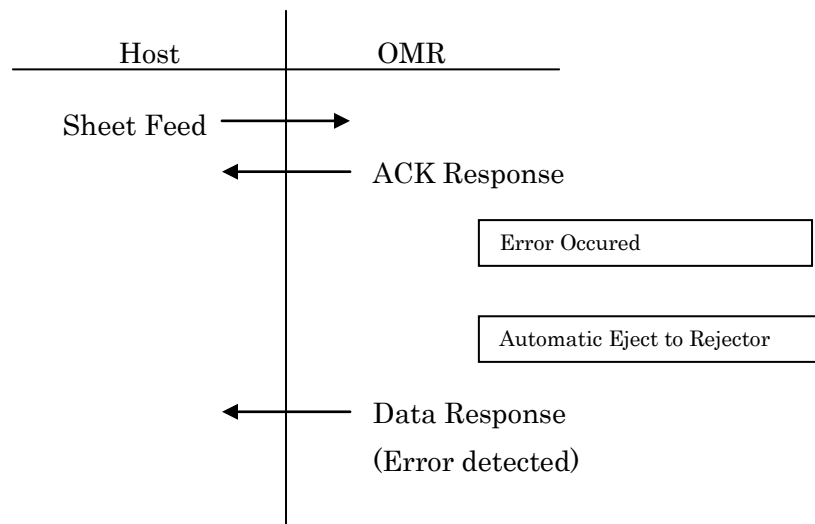 Host
OMR
Sheet Feed
ACK Response
Error Occured
Automatic Eject to Rejector
Data Response
(Error detected)